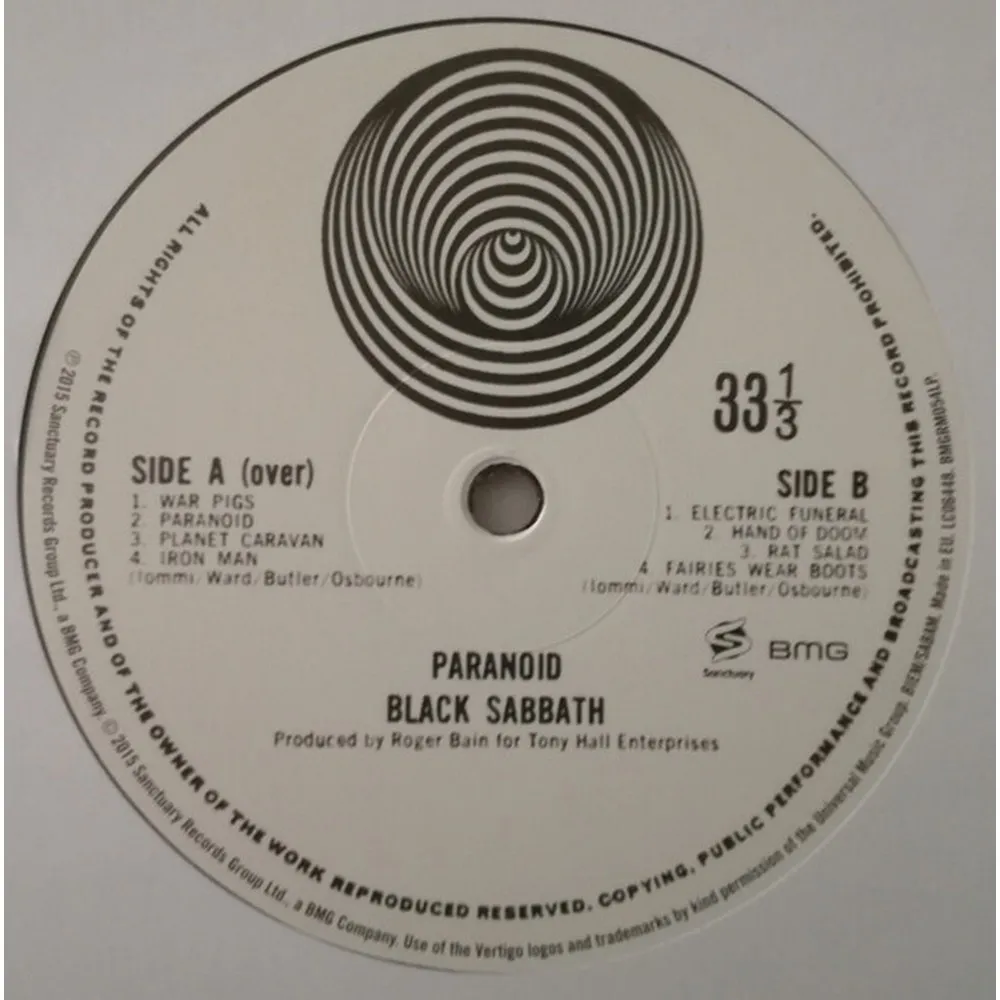 33 1/3
SIDE A (over)
1. WAR PIGS
2. PARANOID
3. PLANET CARAVAN
4. IRON MAN
(Iommi/Ward/Butler/Osbourne)
SIDE B
1. ELECTRIC FUNERAL
2. HAND OF DOOM
3. RAT SALAD
4. FAIRIES WEAR BOOTS
(Iommi/Ward/Butler/Osbourne)
Sanctuary
BMG
PARANOID
BLACK SABBATH
Produced by Roger Bain for Tony Hall Enterprises
ALL RIGHTS OF THE RECORD PRODUCER AND OF THE OWNER OF THE WORK REPRODUCED RESERVED. COPYING, PUBLIC PERFORMANCE AND BROADCASTING THIS RECORD PROHIBITED.
℗ 2015 Sanctuary Records Group Ltd., a BMG Company. © 2015 Sanctuary Records Group Ltd., a BMG Company. Use of the Vertigo logos and trademarks by kind permission of the Universal Music Group. BIEM/SABAM. Made in EU. LC06448. BMGRM054LP.